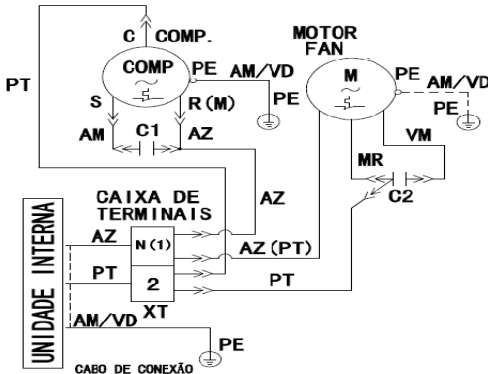 C COMP.
MOTOR
FAN
COMP
PE
AM/VD
M
PE
AM/VD
PT
S
R(M)
PE
PE
AM
C1
AZ
VM
MR
C2
CAIXA DE
TERMINAIS
AZ
UNIDADE INTERNA
AZ
N(1)
AZ(PT)
PT
2
PT
XT
AM/VD
PE
CABO DE CONEXÃO